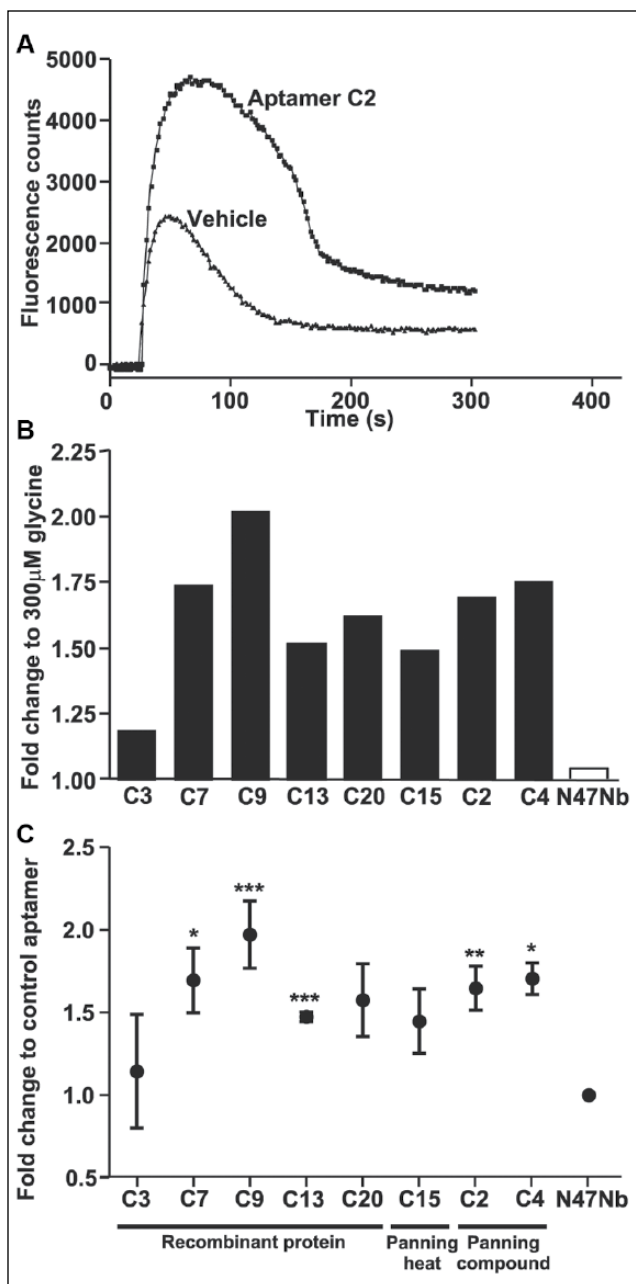 A
5000
4000
3000
2000
1000
0
Fluorescence counts
Aptamer C2
Vehicle
0 100 200 300 400
Time (s)
B
2.25
2.00
1.75
1.50
1.25
1.00
Fold change to 300μM glycine
C3 C7 C9 C13 C20 C15 C2 C4 N47Nb
C
2.5
2.0
1.5
1.0
0.5
Fold change to control aptamer
* *** *** ** *
C3 C7 C9 C13 C20 C15 C2 C4 N47Nb
Recombinant protein
Panning heat
Panning compound